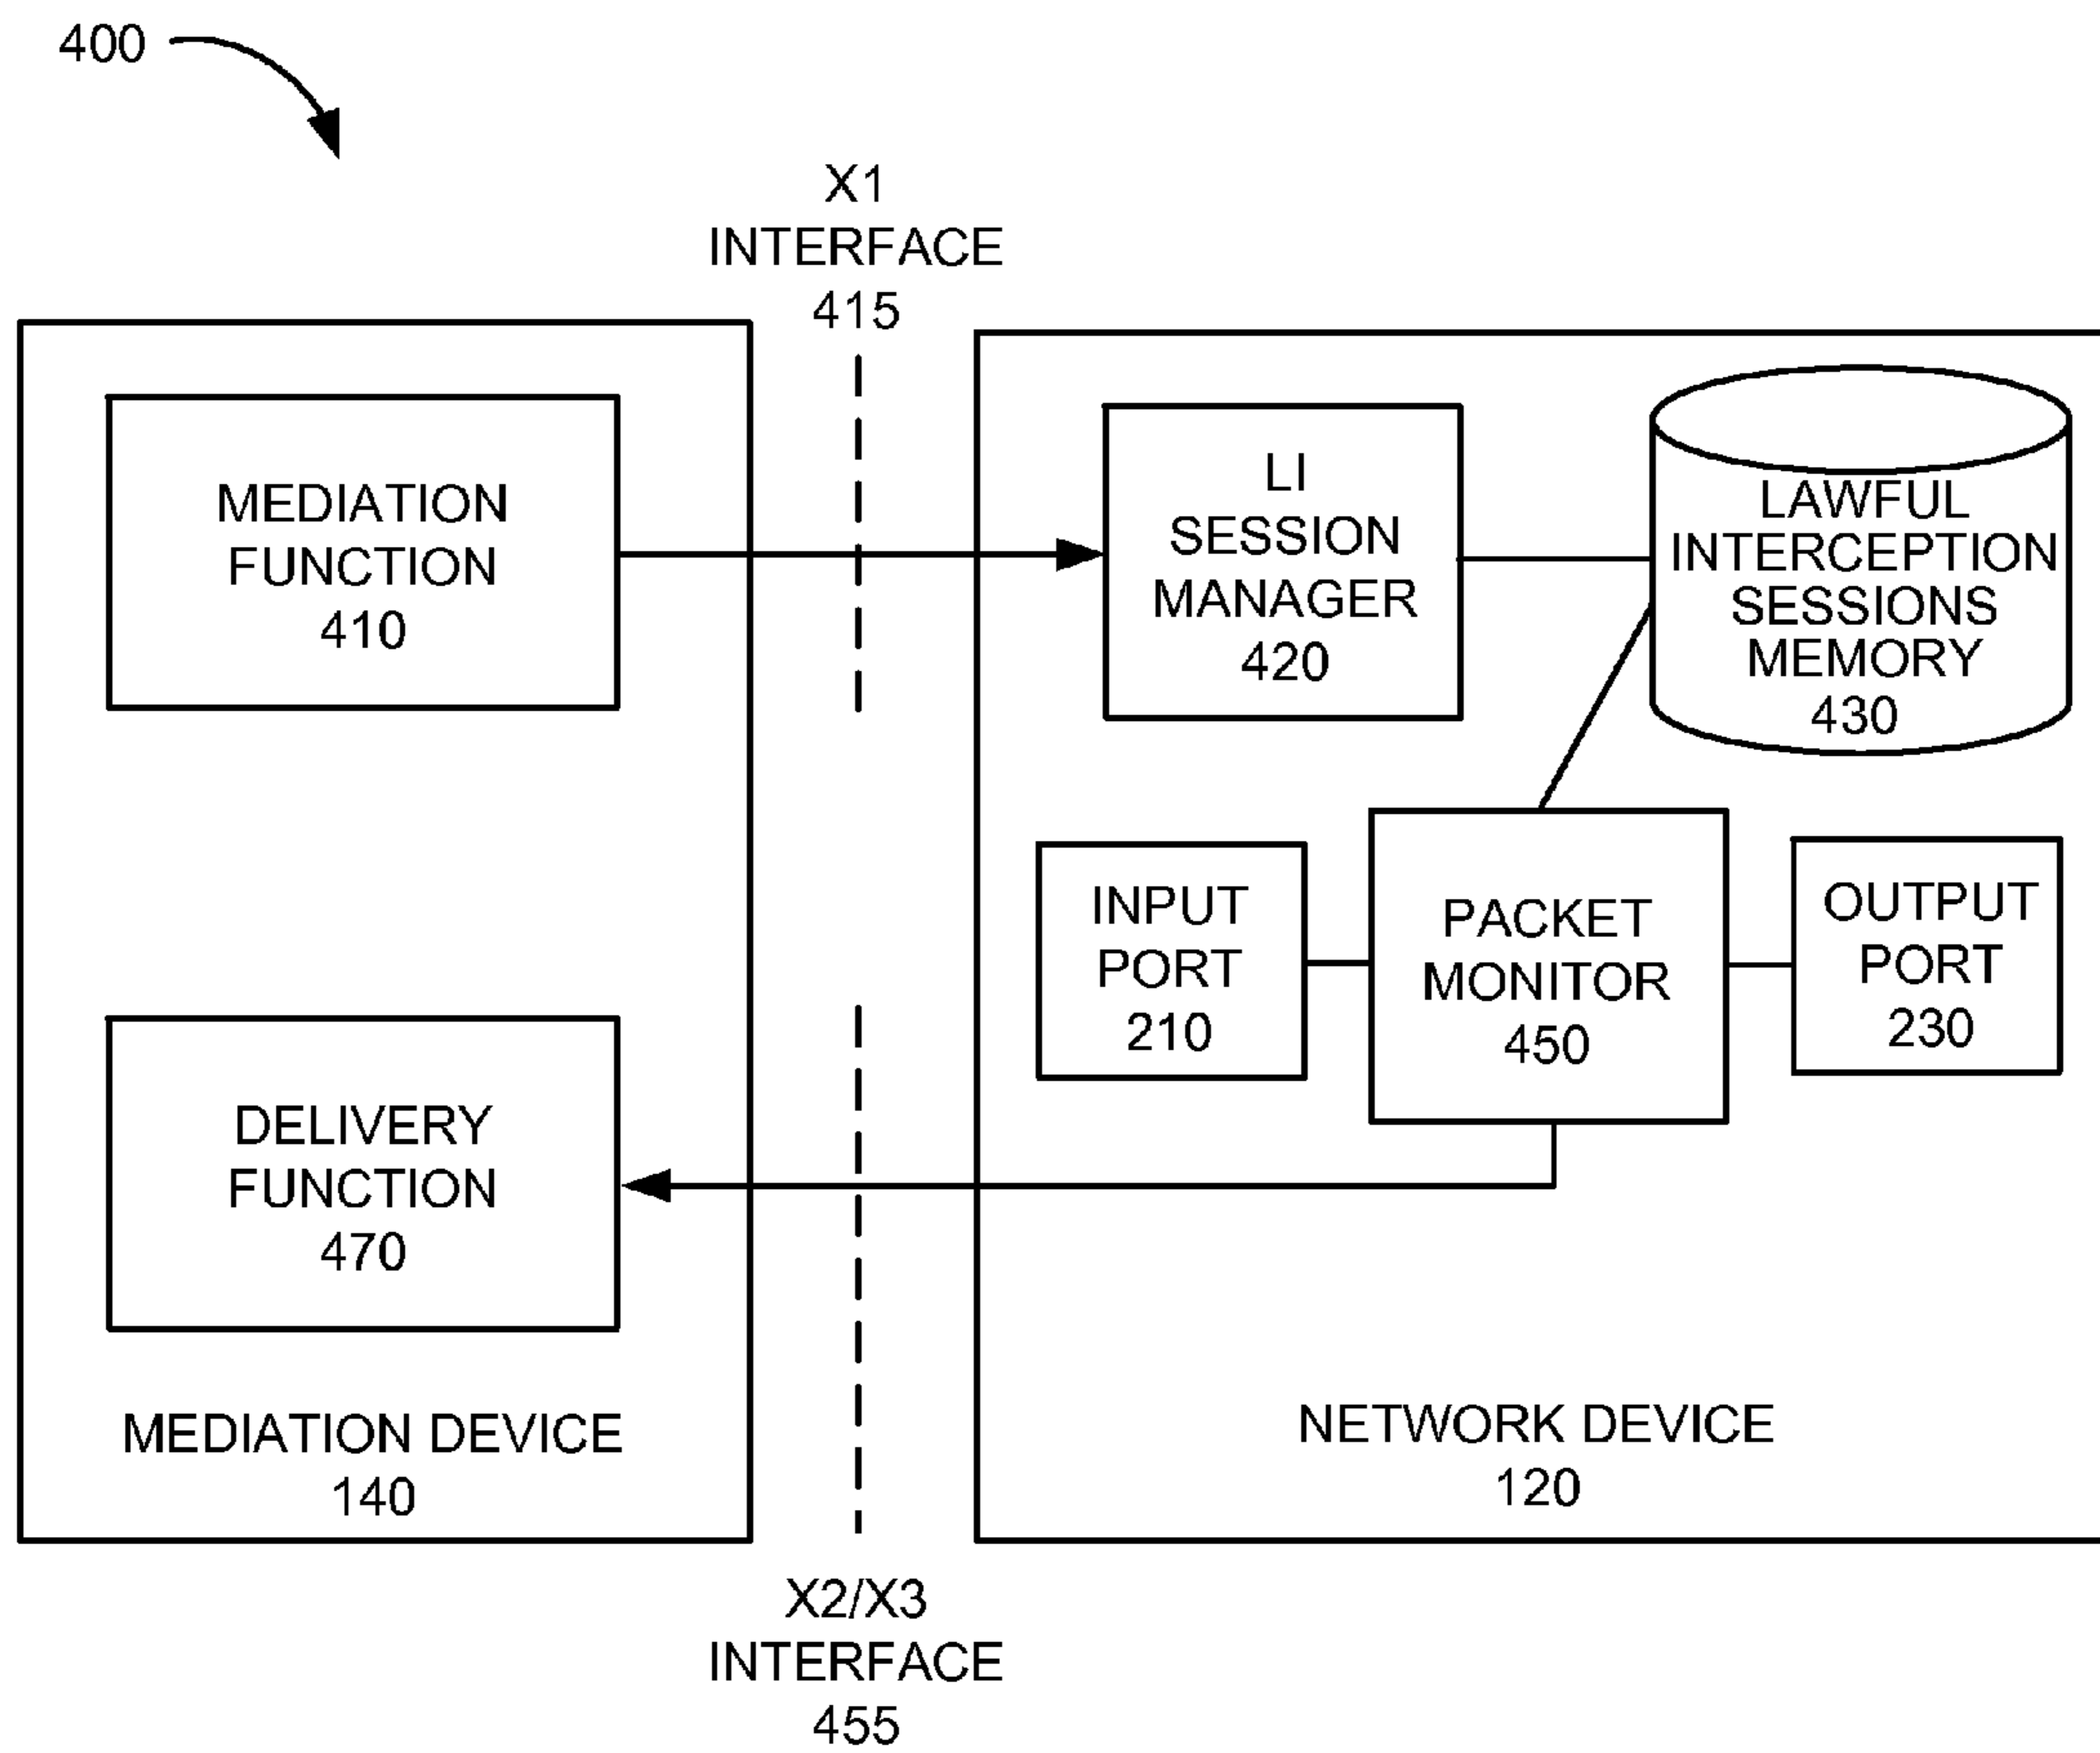 400
X1
INTERFACE
415
MEDIATION
FUNCTION
410
LI
SESSION
MANAGER
420
LAWFUL
INTERCEPTION
SESSIONS
MEMORY
430
INPUT
PORT
210
PACKET
MONITOR
450
OUTPUT
PORT
230
DELIVERY
FUNCTION
470
MEDIATION DEVICE
140
NETWORK DEVICE
120
X2/X3
INTERFACE
455